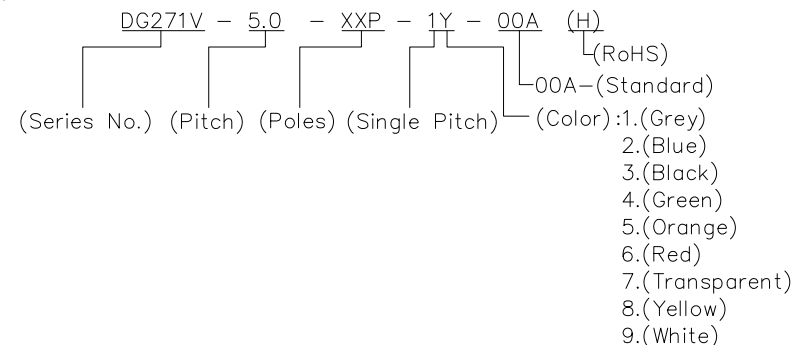 DG271V - 5.0 - XXP - 1Y - 00A (H)
(RoHS)
00A-(Standard)
(Series No.) (Pitch) (Poles) (Single Pitch) (Color):1.(Grey)
2.(Blue)
3.(Black)
4.(Green)
5.(Orange)
6.(Red)
7.(Transparent)
8.(Yellow)
9.(White)